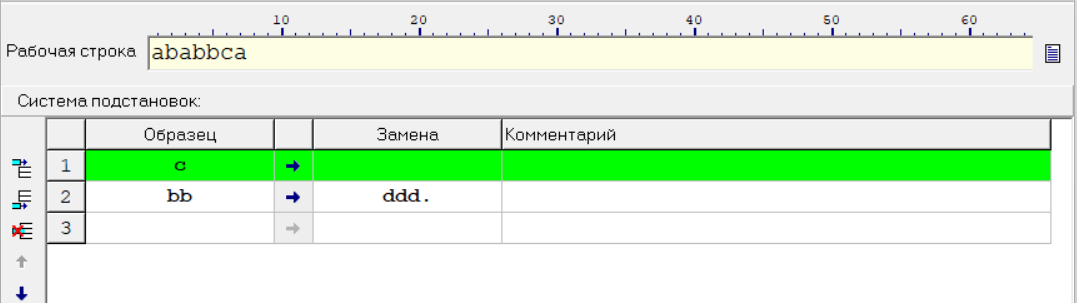 10 20 30 40 50 60
Рабочая строка ababbca
Система подстановок:
Образец Замена Комментарий
1 c →
2 bb → ddd.
3 →